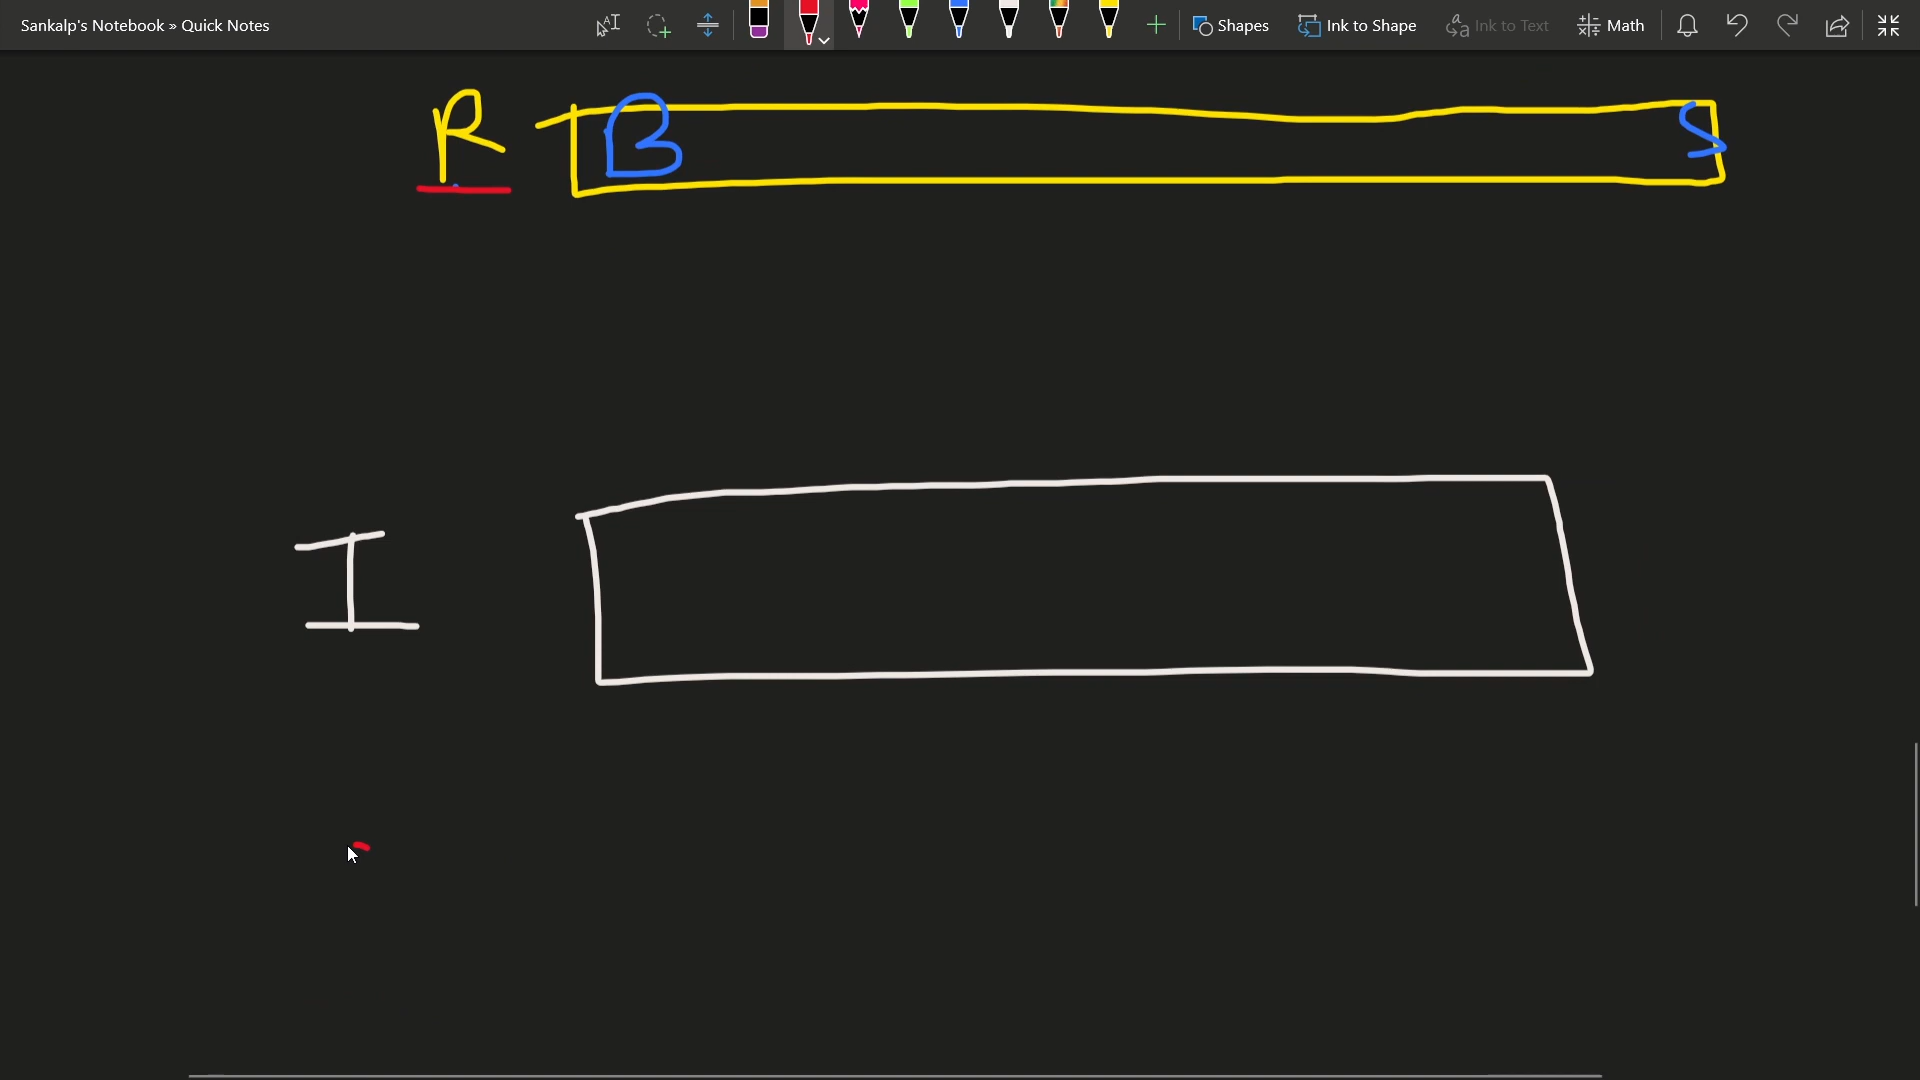 Sankalp's Notebook » Quick Notes Shapes Ink to Shape Ink to Text Math
R B S
I